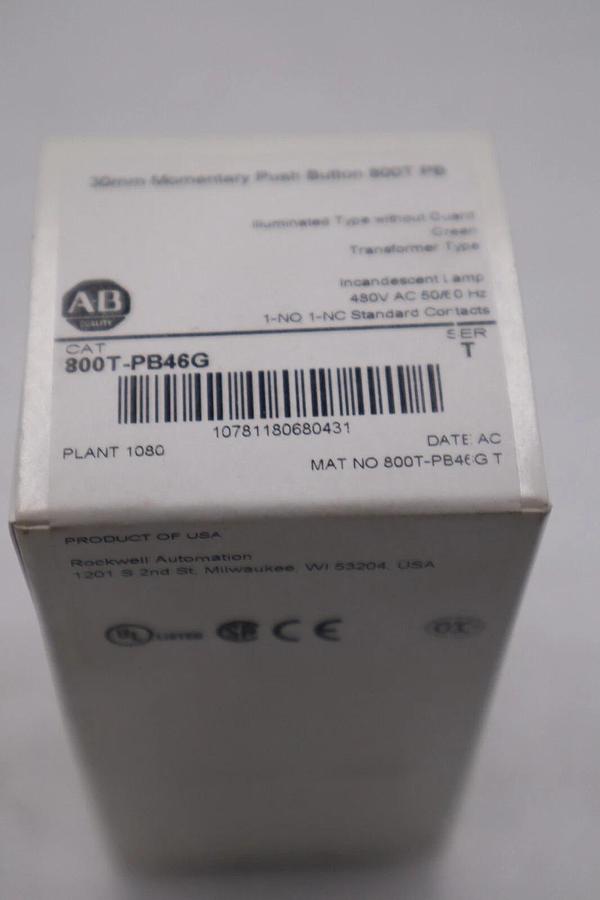 30mm Momentary Push Button 800T PB
Illuminated Type without Guard
Green
Transformer Type
Incandescent Lamp
480V AC 50/60 Hz
1-NO 1-NC Standard Contacts
AB
QUALITY
CAT
SER
800T-PB46G
T
10781180680431
PLANT 1080
DATE: AC
MAT NO 800T-PB46G T
PRODUCT OF USA
Rockwell Automation
1201 S 2nd St, Milwaukee, WI 53204, USA
UL LISTED
CE